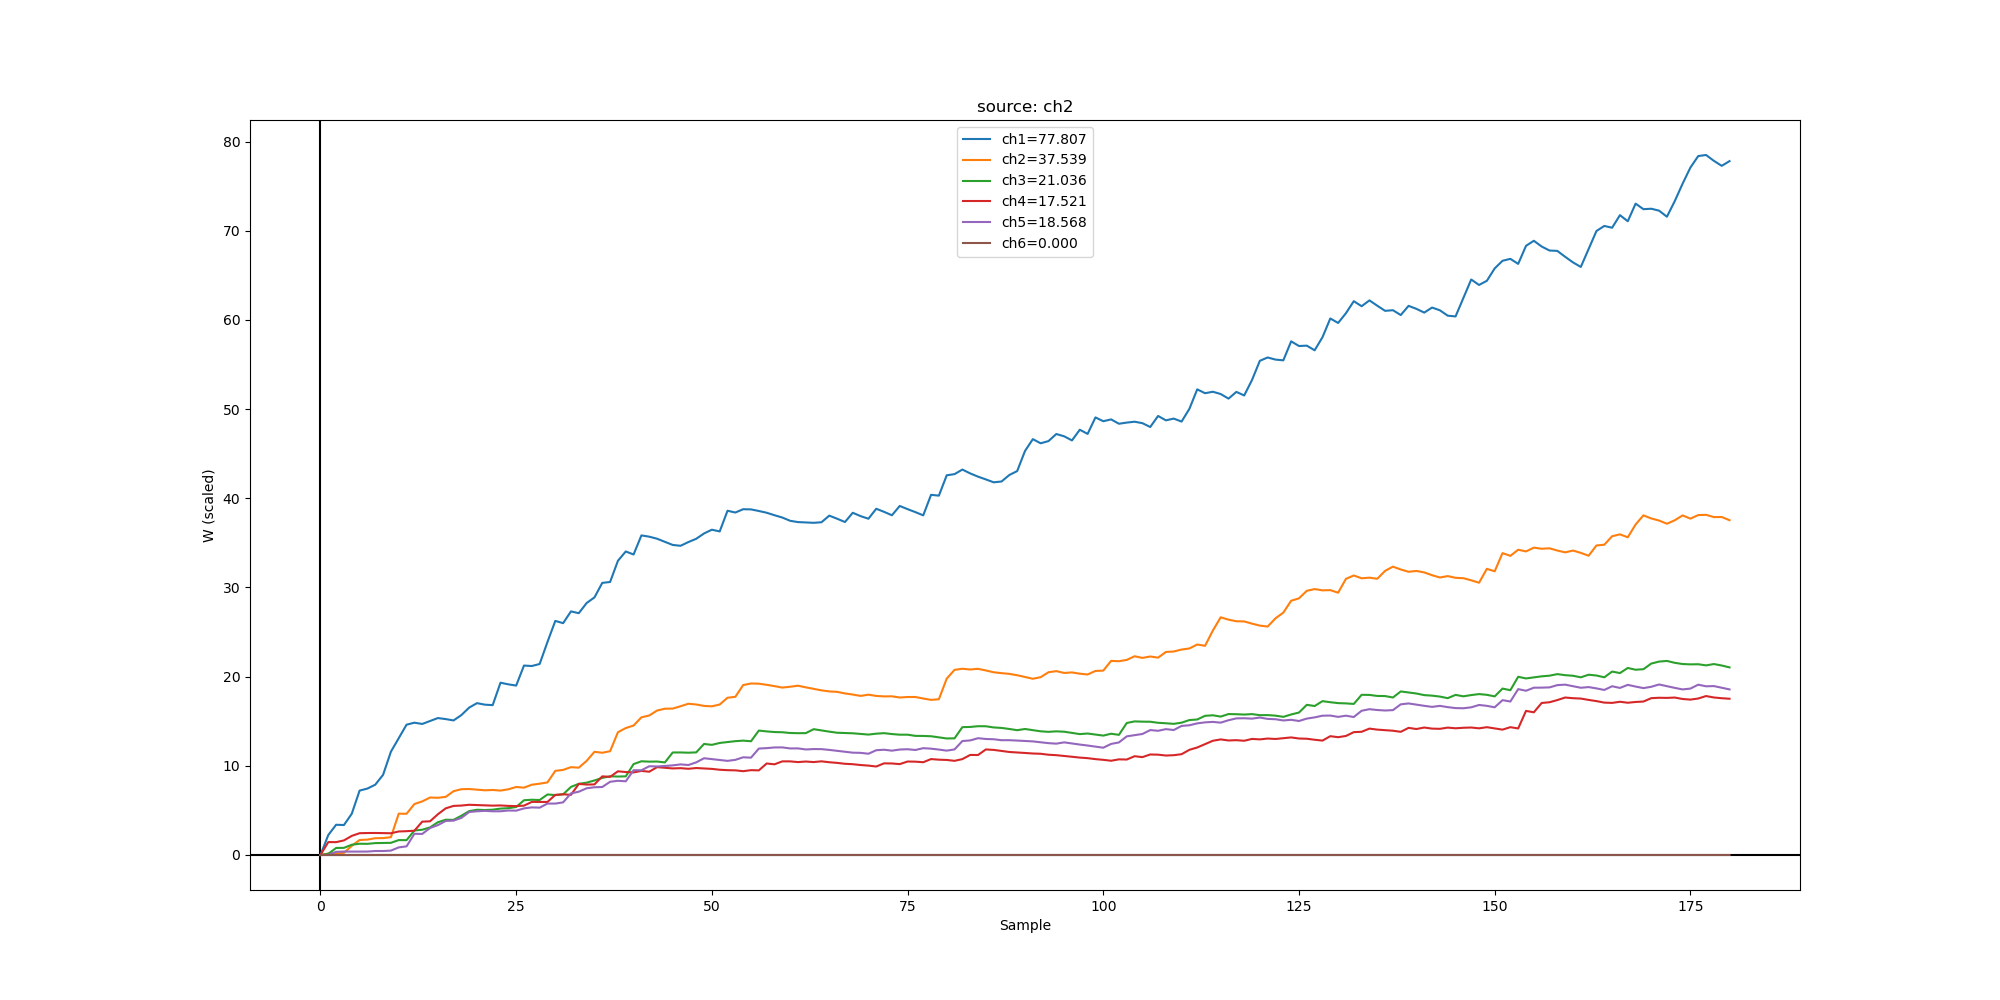 source: ch2
ch1=77.807
ch2=37.539
ch3=21.036
ch4=17.521
ch5=18.568
ch6=0.000
80
70
60
50
40
30
20
10
0
W (scaled)
0 25 50 75 100 125 150 175
Sample